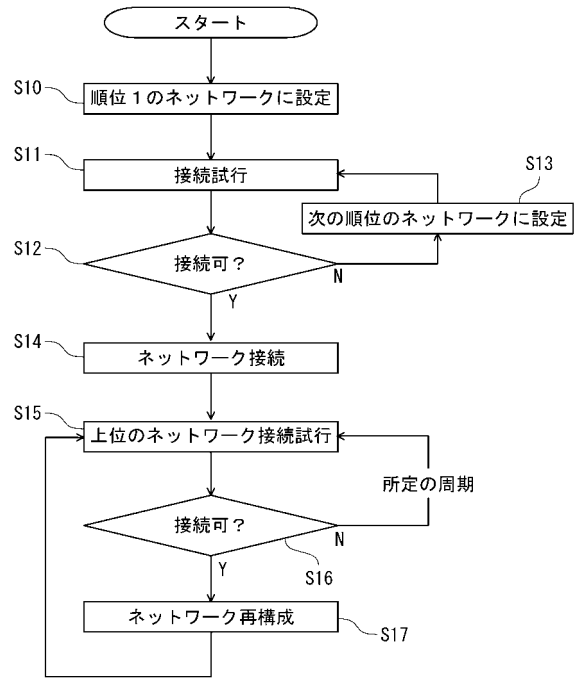 スタート
S10
順位１のネットワークに設定
S11
接続試行
S13
次の順位のネットワークに設定
S12
接続可？
N
Y
S14
ネットワーク接続
S15
上位のネットワーク接続試行
所定の周期
接続可？
N
S16
Y
ネットワーク再構成
S17